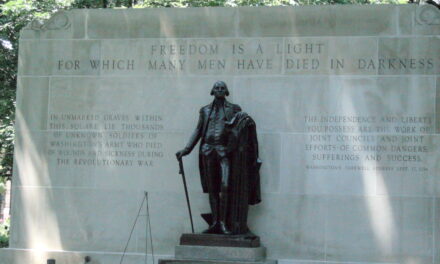 FREEDOM IS A LIGHT
FOR WHICH MANY MEN HAVE DIED IN DARKNESS
IN UNMARKED GRAVES WITHIN
THIS SQUARE LIE THOUSANDS
OF UNKNOWN SOLDIERS OF
WASHINGTON'S ARMY WHO DIED
OF WOUNDS AND SICKNESS DURING
THE REVOLUTIONARY WAR.
THE INDEPENDENCE AND LIBERTY
YOU POSSESS ARE THE WORK OF
JOINT COUNCILS AND JOINT
EFFORTS OF COMMON DANGERS,
SUFFERINGS AND SUCCESS.
WASHINGTON'S FAREWELL ADDRESS SEPT. 17, 1796